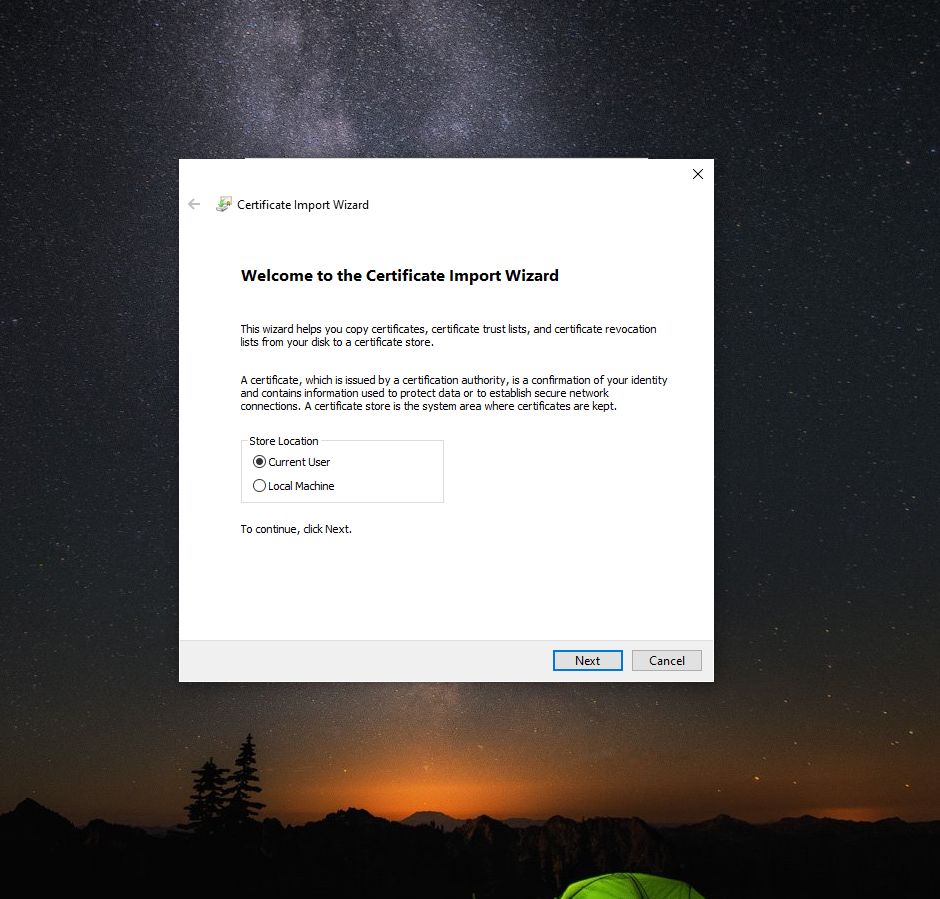 Certificate Import Wizard
Welcome to the Certificate Import Wizard
This wizard helps you copy certificates, certificate trust lists, and certificate revocation
lists from your disk to a certificate store.
A certificate, which is issued by a certification authority, is a confirmation of your identity
and contains information used to protect data or to establish secure network
connections. A certificate store is the system area where certificates are kept.
Store Location
Current User
Local Machine
To continue, click Next.
Next
Cancel